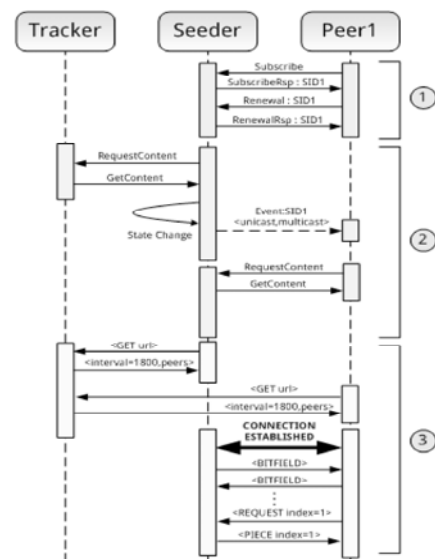 Tracker
Seeder
Peer1
Subscribe
SubscribeRsp : SID1
Renewal : SID1
RenewalRsp : SID1
1
RequestContent
GetContent
Event:SID1
<unicast,multicast>
State Change
2
RequestContent
GetContent
<GET url>
<interval=1800,peers>
<GET url>
<interval=1800,peers>
CONNECTION
ESTABLISHED
3
<BITFIELD>
<BITFIELD>
<REQUEST index=1>
<PIECE index=1>